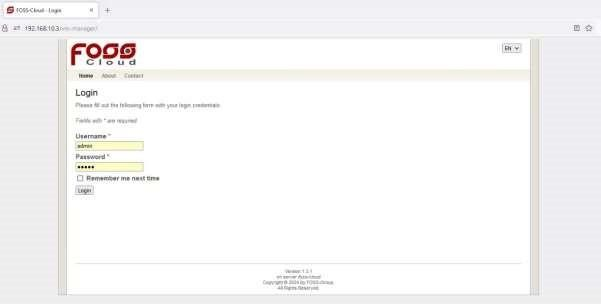 FOSS-Cloud - Login
192.168.10.3/vm-manager/
FOSS
Cloud
EN
Home About Contact
Login
Please fill out the following form with your login credentials:
Fields with * are required.
Username *
admin
Password *
•••••
Remember me next time
Login
Version 1.3.1
on server foss-cloud
Copyright © 2024 by FOSS-Group.
All Rights Reserved.